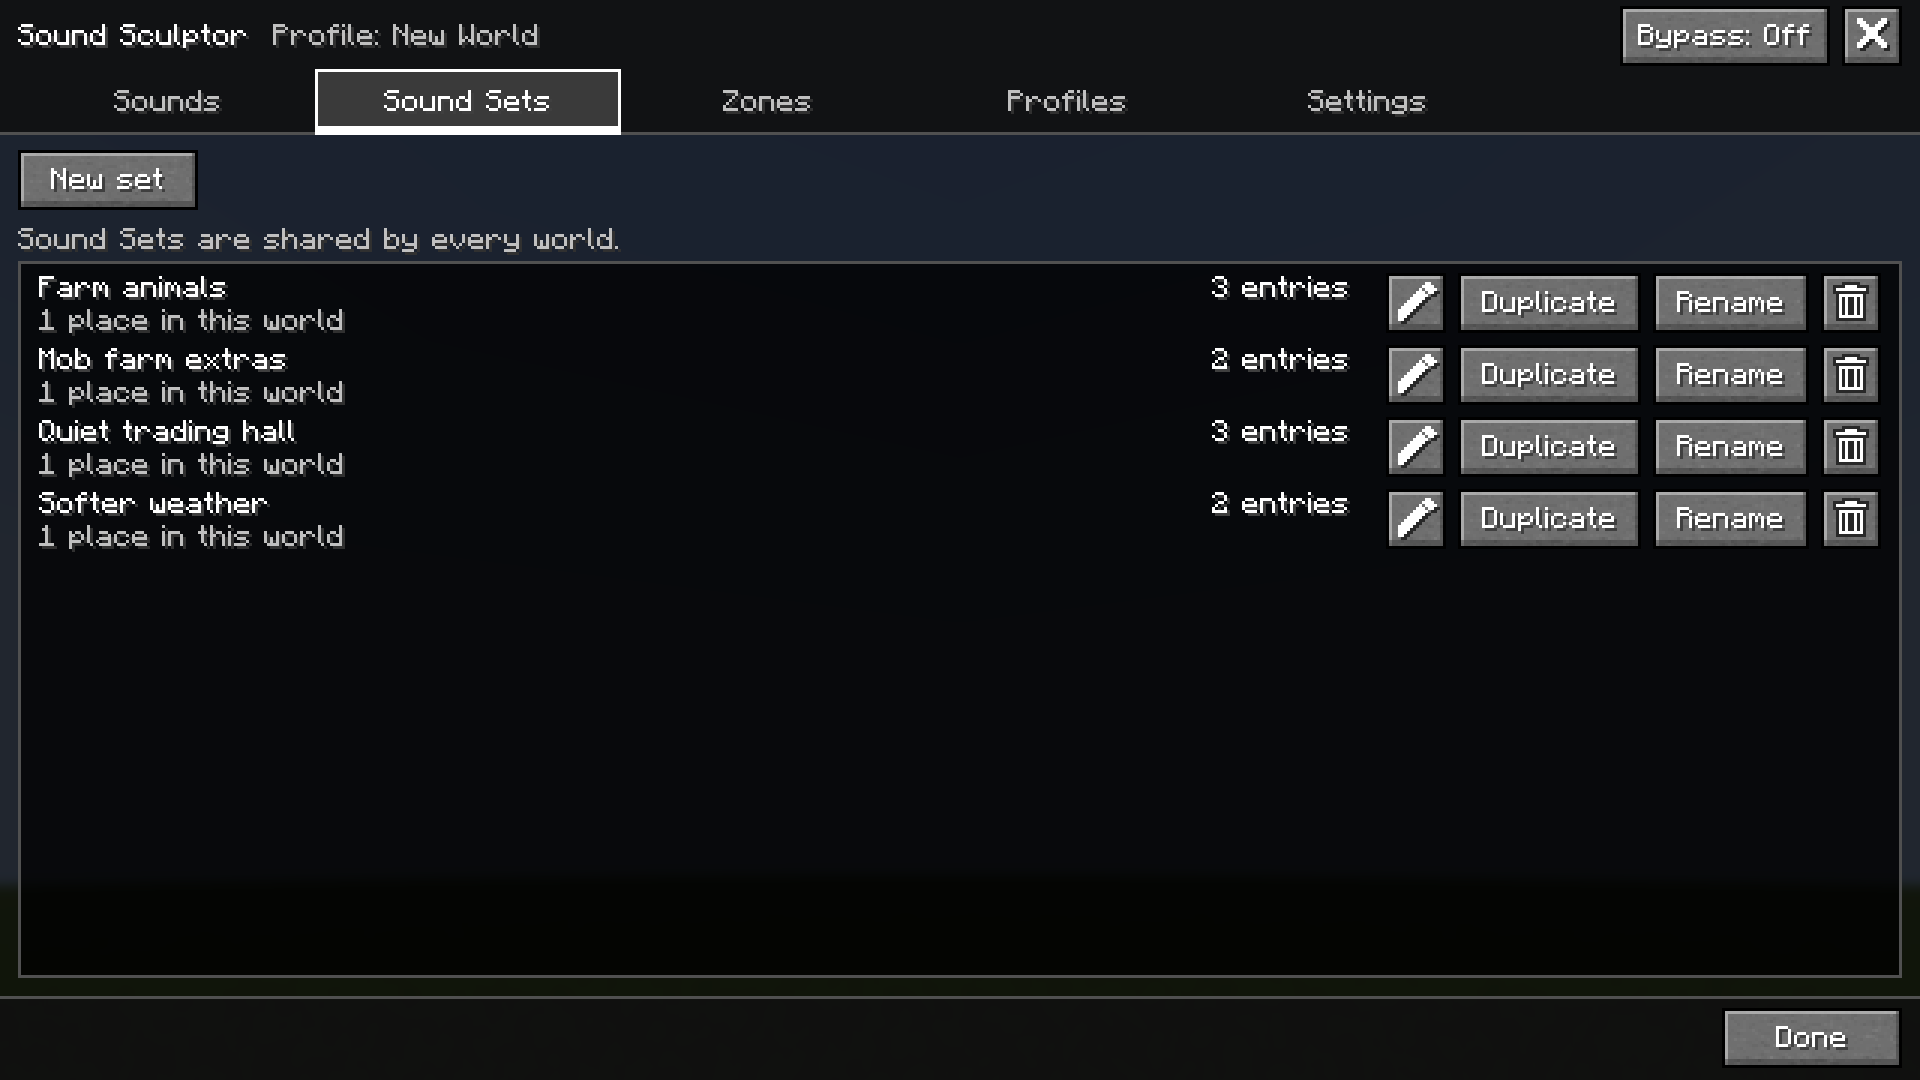 Sound Sculptor Profile: New World Bypass: Off
Sounds Sound Sets Zones Profiles Settings
New set
Sound Sets are shared by every world.
Farm animals 3 entries Duplicate Rename
1 place in this world
Mob farm extras 2 entries Duplicate Rename
1 place in this world
Quiet trading hall 3 entries Duplicate Rename
1 place in this world
Softer weather 2 entries Duplicate Rename
1 place in this world
Done